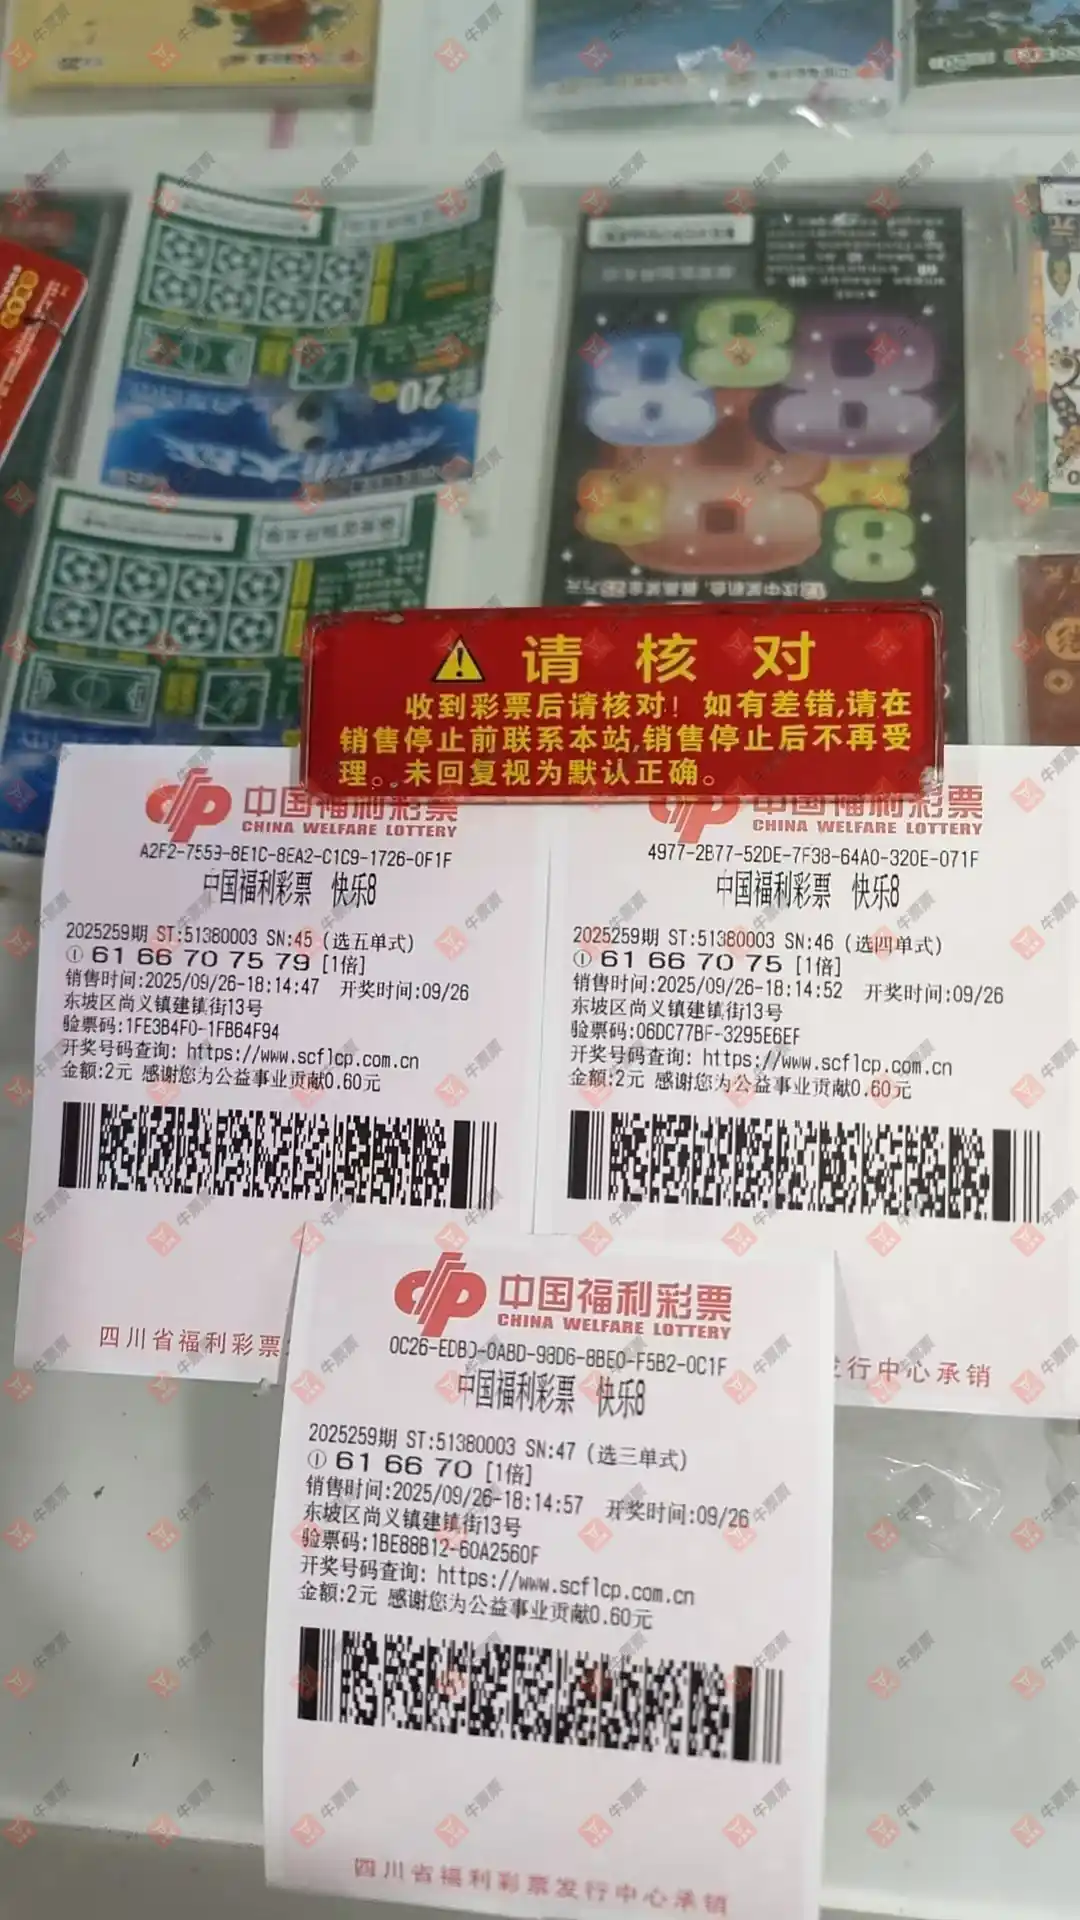 请 核 对
收到彩票后请核对！如有差错,请在
销售停止前联系本站,销售停止后不再受
理。未回复视为默认正确。
中国福利彩票
CHINA WELFARE LOTTERY
A2F2-7559-8E1C-8EA2-C1C9-1726-0F1F
中国福利彩票 快乐8
2025259期 ST:51380003 SN:45 (选五单式)
① 61 66 70 75 79 [1倍]
销售时间:2025/09/26-18:14:47 开奖时间:09/26
东坡区尚义镇建镇街13号
验票码:1FE3B4F0-1FB64F94
开奖号码查询: https://www.scflcp.com.cn
金额:2元 感谢您为公益事业贡献0.60元
四川省福利彩票
中国福利彩票
CHINA WELFARE LOTTERY
4977-2B77-52DE-7F38-64A0-320E-071F
中国福利彩票 快乐8
2025259期 ST:51380003 SN:46 (选四单式)
① 61 66 70 75 [1倍]
销售时间:2025/09/26-18:14:52 开奖时间:09/26
东坡区尚义镇建镇街13号
验票码:06DC77BF-3295E6EF
开奖号码查询: https://www.scflcp.com.cn
金额:2元 感谢您为公益事业贡献0.60元
行中心承销
中国福利彩票
CHINA WELFARE LOTTERY
0C26-EDBD-0ABD-98D6-8BE0-F5B2-0C1F
中国福利彩票 快乐8
2025259期 ST:51380003 SN:47 (选三单式)
① 61 66 70 [1倍]
销售时间:2025/09/26-18:14:57 开奖时间:09/26
东坡区尚义镇建镇街13号
验票码:1BE88B12-60A2560F
开奖号码查询: https://www.scflcp.com.cn
金额:2元 感谢您为公益事业贡献0.60元
四川省福利彩票发行中心承销
牛票票